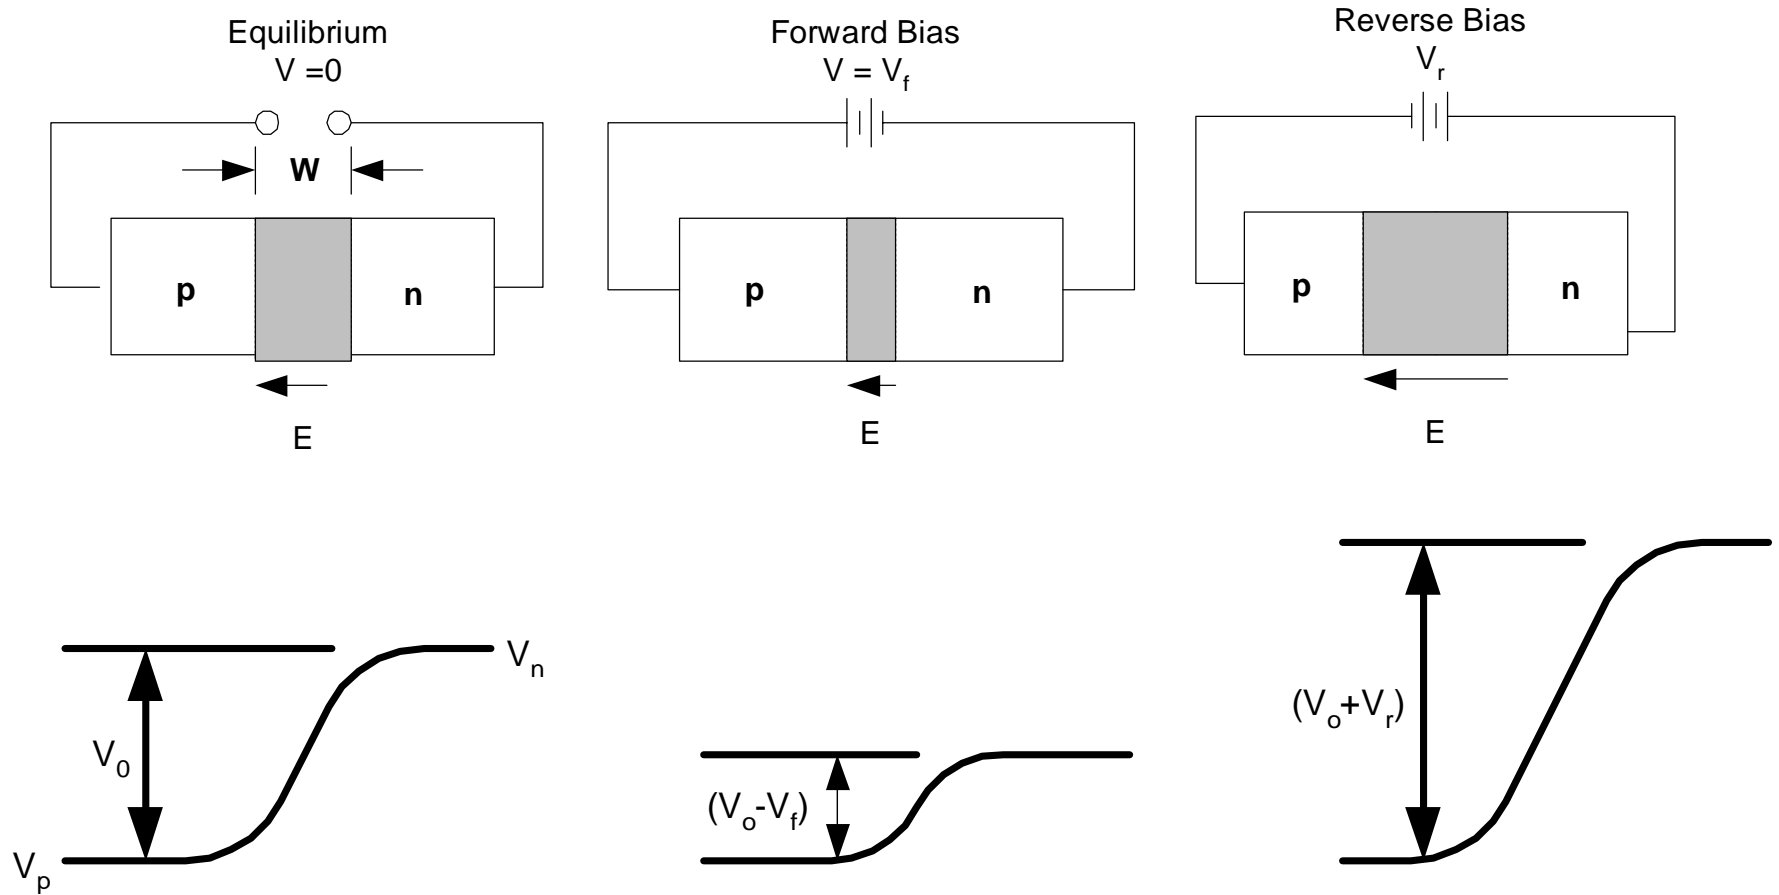 Equilibrium
V =0
W
p
n
E
Forward Bias
V = Vf
p
n
E
Reverse Bias
Vr
p
n
E
Vn
V0
Vp
(Vo-Vf)
(Vo+Vr)